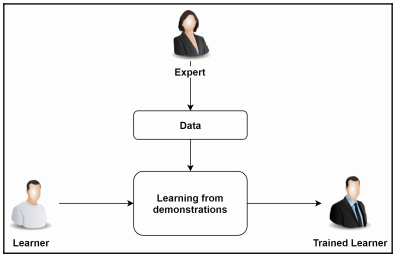 Expert
Data
Learning from
demonstrations
Learner
Trained Learner